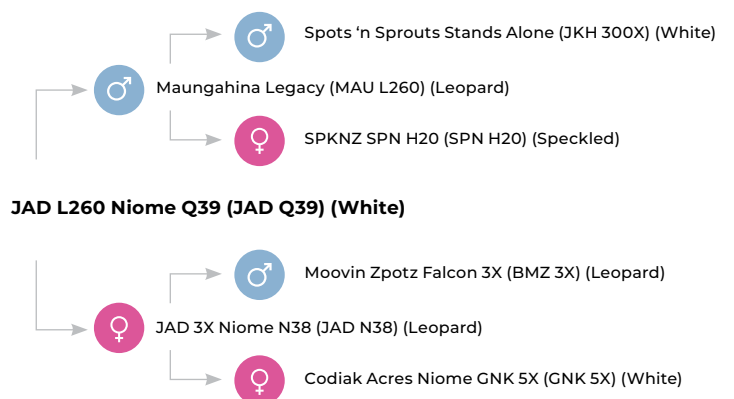 Spots ‘n Sprouts Stands Alone (JKH 300X) (White)
Maungahina Legacy (MAU L260) (Leopard)
SPKNZ SPN H20 (SPN H20) (Speckled)
JAD L260 Niome Q39 (JAD Q39) (White)
Moovin Zpotz Falcon 3X (BMZ 3X) (Leopard)
JAD 3X Niome N38 (JAD N38) (Leopard)
Codiak Acres Niome GNK 5X (GNK 5X) (White)